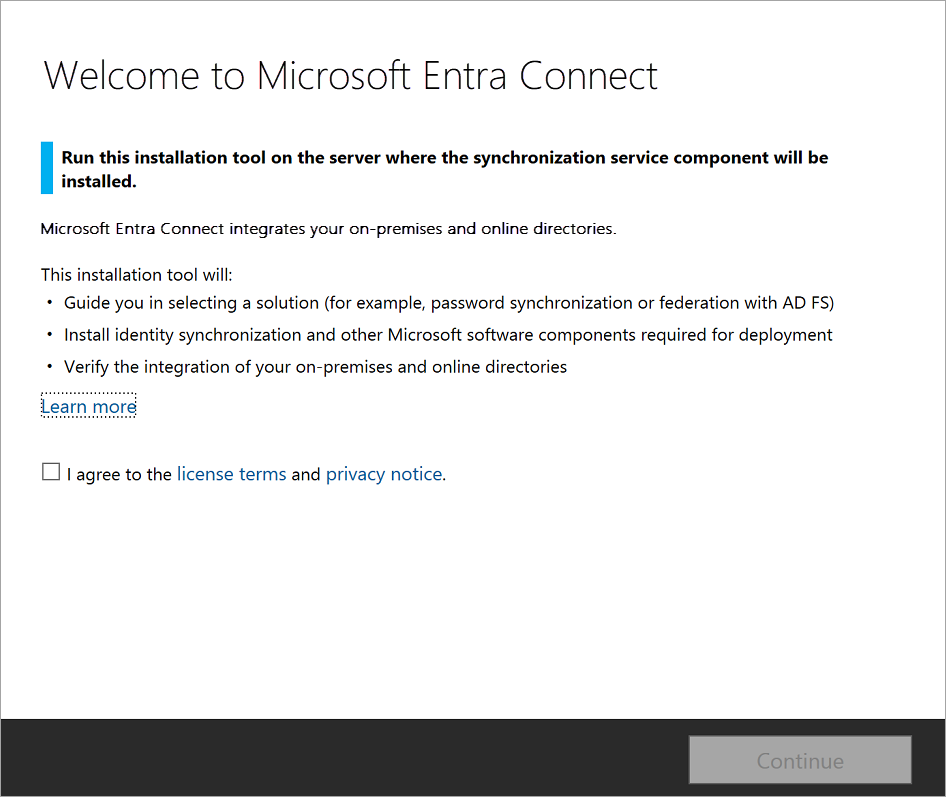 Welcome to Microsoft Entra Connect
Run this installation tool on the server where the synchronization service component will be
installed.
Microsoft Entra Connect integrates your on-premises and online directories.
This installation tool will:
• Guide you in selecting a solution (for example, password synchronization or federation with AD FS)
• Install identity synchronization and other Microsoft software components required for deployment
• Verify the integration of your on-premises and online directories
Learn more
I agree to the license terms and privacy notice.
Continue